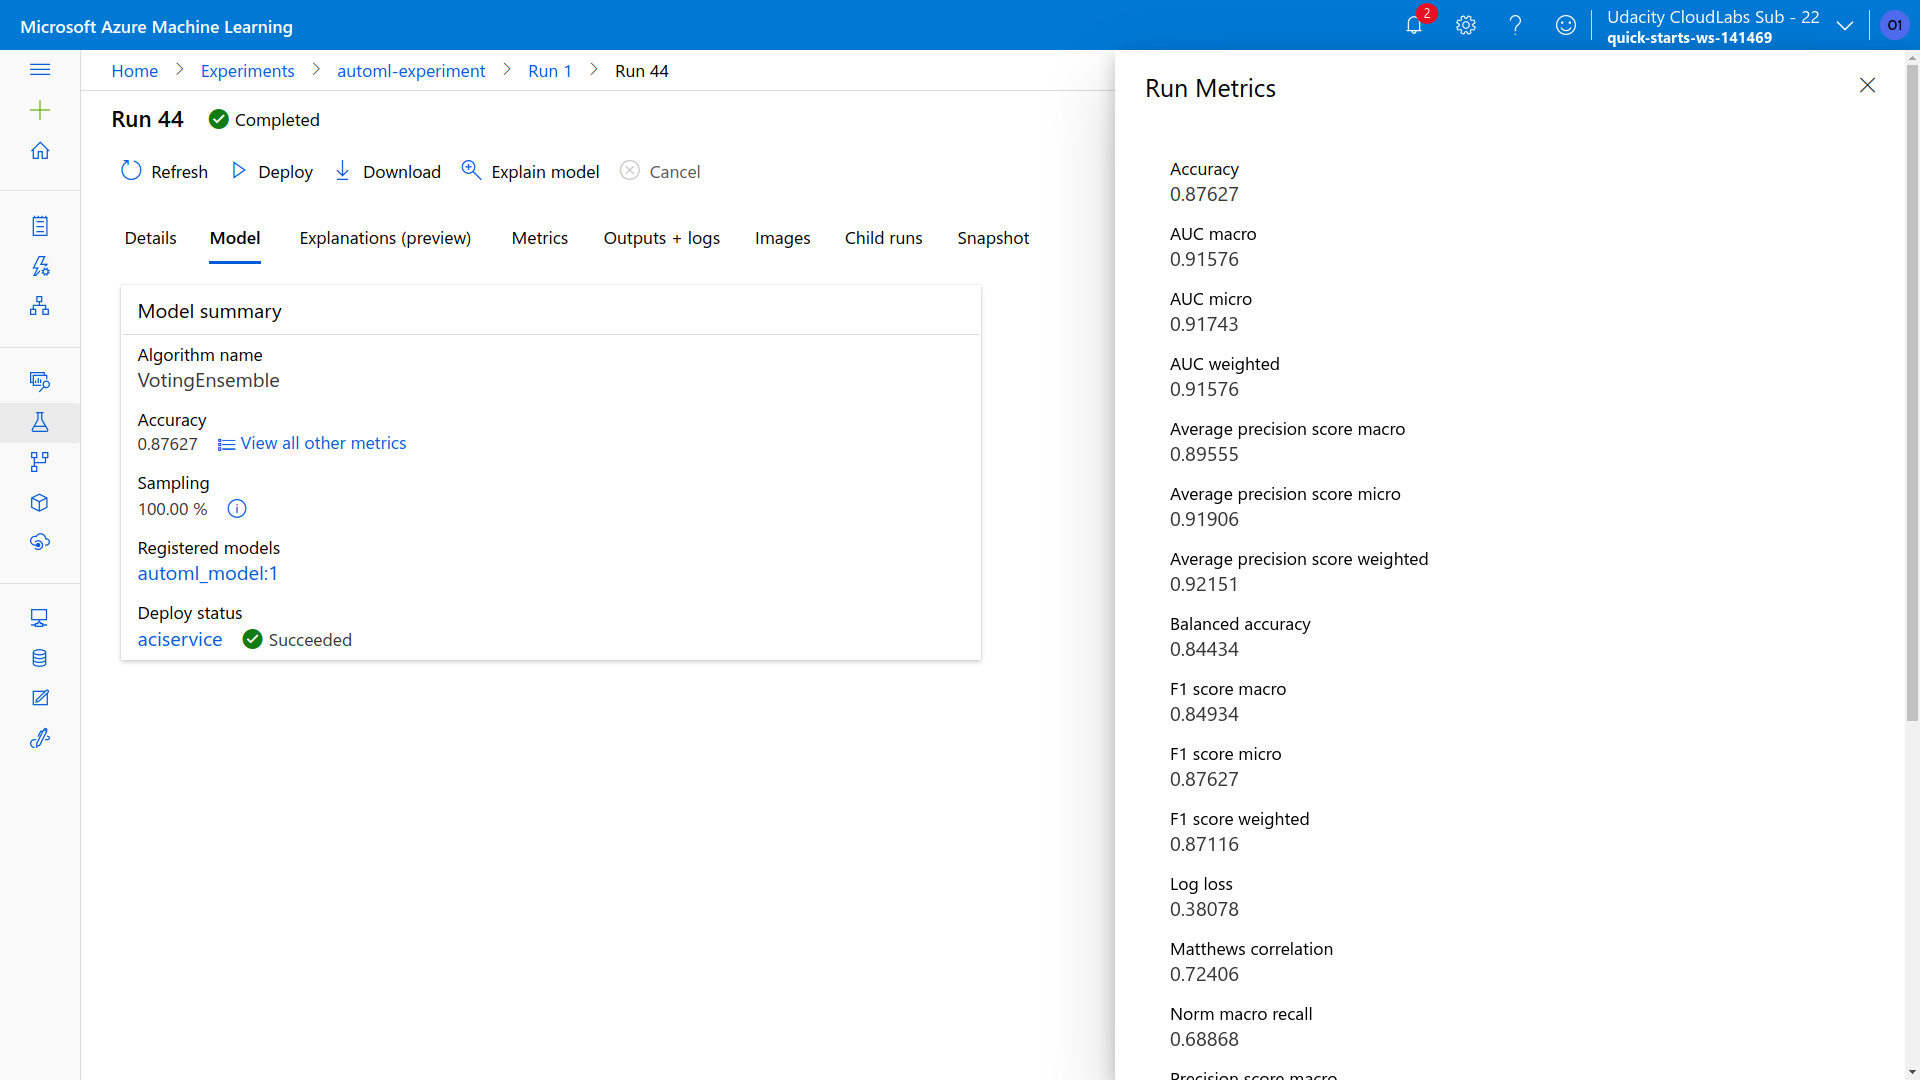 Microsoft Azure Machine Learning
2
Udacity CloudLabs Sub - 22
quick-starts-ws-141469
O1
Home > Experiments > automl-experiment > Run 1 > Run 44
Run 44 Completed
Refresh Deploy Download Explain model Cancel
Details Model Explanations (preview) Metrics Outputs + logs Images Child runs Snapshot
Model summary
Algorithm name
VotingEnsemble
Accuracy
0.87627 View all other metrics
Sampling
100.00 %
Registered models
automl_model:1
Deploy status
aciservice Succeeded
Run Metrics
Accuracy
0.87627
AUC macro
0.91576
AUC micro
0.91743
AUC weighted
0.91576
Average precision score macro
0.89555
Average precision score micro
0.91906
Average precision score weighted
0.92151
Balanced accuracy
0.84434
F1 score macro
0.84934
F1 score micro
0.87627
F1 score weighted
0.87116
Log loss
0.38078
Matthews correlation
0.72406
Norm macro recall
0.68868
Precision score macro